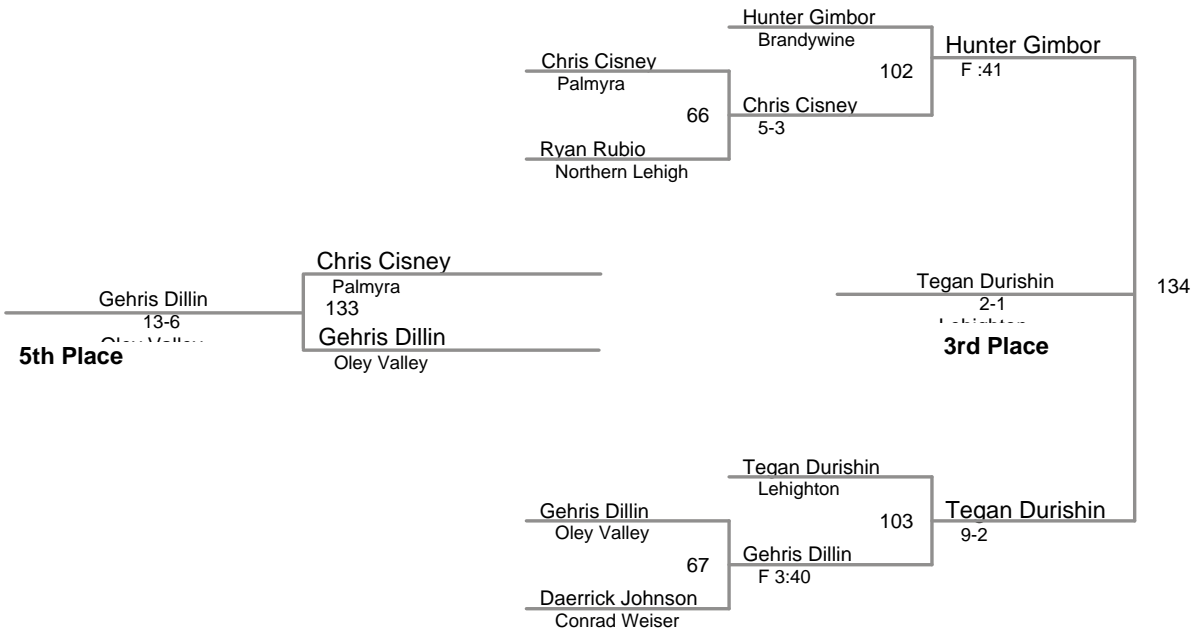 Hunter Gimbor
Brandywine
Hunter Gimbor
F :41
Chris Cisney
Palmyra
102
66
Chris Cisney
5-3
Ryan Rubio
Northern Lehigh
Chris Cisney
Palmyra
133
Gehris Dillin
13-6
Oley Valley
5th Place
Gehris Dillin
Oley Valley
Tegan Durishin
2-1
Lehighton
3rd Place
134
Tegan Durishin
Lehighton
Gehris Dillin
Oley Valley
103
Tegan Durishin
9-2
67
Gehris Dillin
F 3:40
Daerrick Johnson
Conrad Weiser